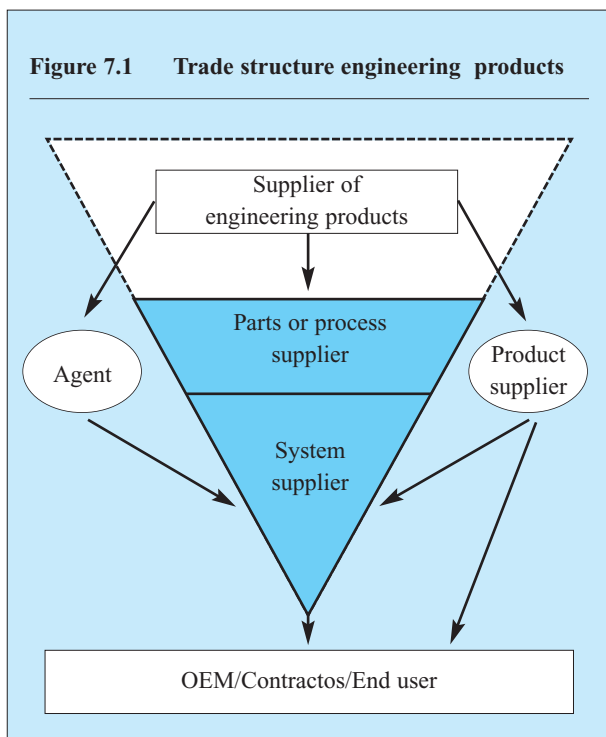 Figure 7.1 Trade structure engineering products
Supplier of
engineering products
Parts or process
supplier
Agent
Product
supplier
System
supplier
OEM/Contractos/End user